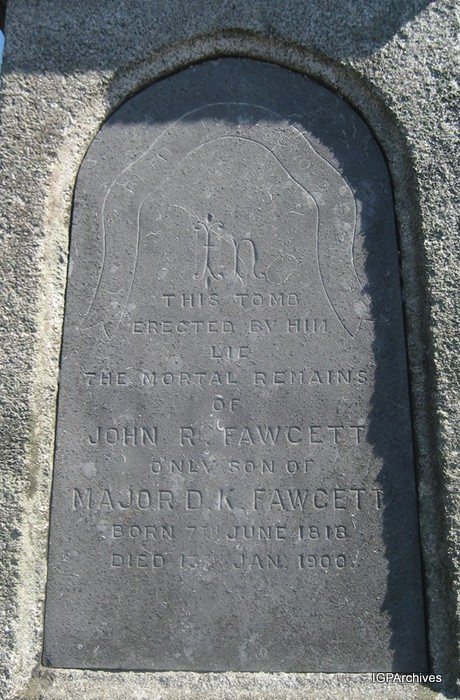 In
THIS TOMB
ERECTED BY HIM
LIE
THE MORTAL REMAINS
OF
JOHN R. FAWCETT
ONLY SON OF
MAJOR D. K. FAWCETT
BORN 7TH JUNE 1818
DIED 13TH JAN. 1900.
IGPArchives